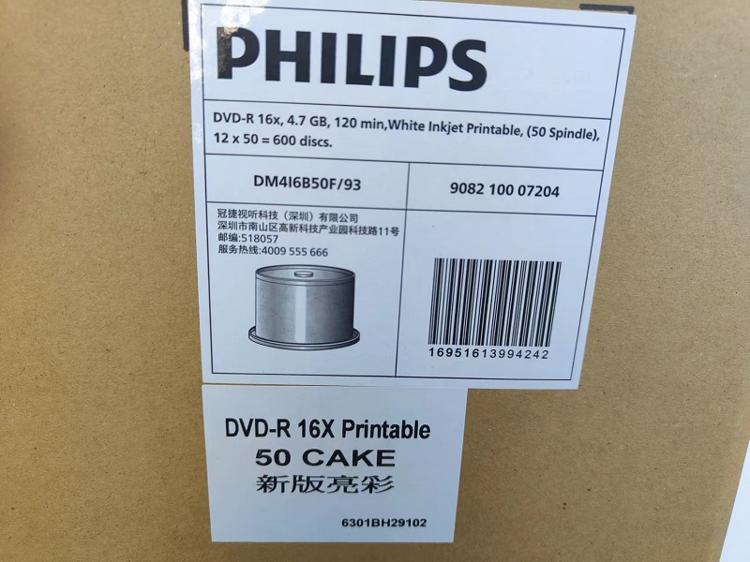 PHILIPS
DVD-R 16x, 4.7 GB, 120 min,White Inkjet Printable, (50 Spindle),
12 x 50 = 600 discs.
DM4I6B50F/93
9082 100 07204
冠捷视听科技（深圳）有限公司
深圳市南山区高新科技产业园科技路11号
邮编:518057
服务热线:4009 555 666
16951613994242
DVD-R 16X Printable
50 CAKE
新版亮彩
6301BH29102